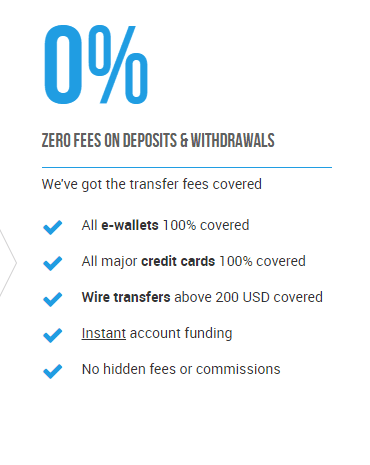 0%
ZERO FEES ON DEPOSITS & WITHDRAWALS
We've got the transfer fees covered
All e-wallets 100% covered
All major credit cards 100% covered
Wire transfers above 200 USD covered
Instant account funding
No hidden fees or commissions